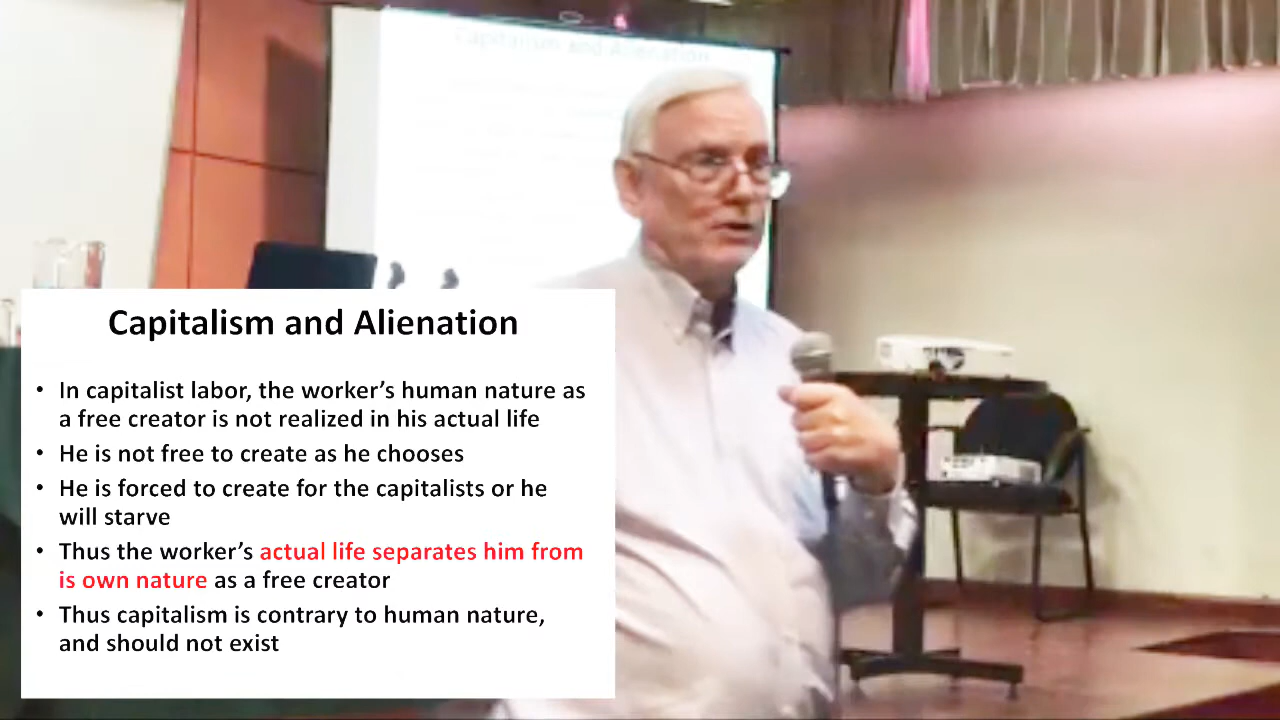 Capitalism and Alienation
Capitalism and Alienation
• In capitalist labor, the worker's human nature as
a free creator is not realized in his actual life
• He is not free to create as he chooses
• He is forced to create for the capitalists or he
will starve
• Thus the worker's actual life separates him from
is own nature as a free creator
• Thus capitalism is contrary to human nature,
and should not exist